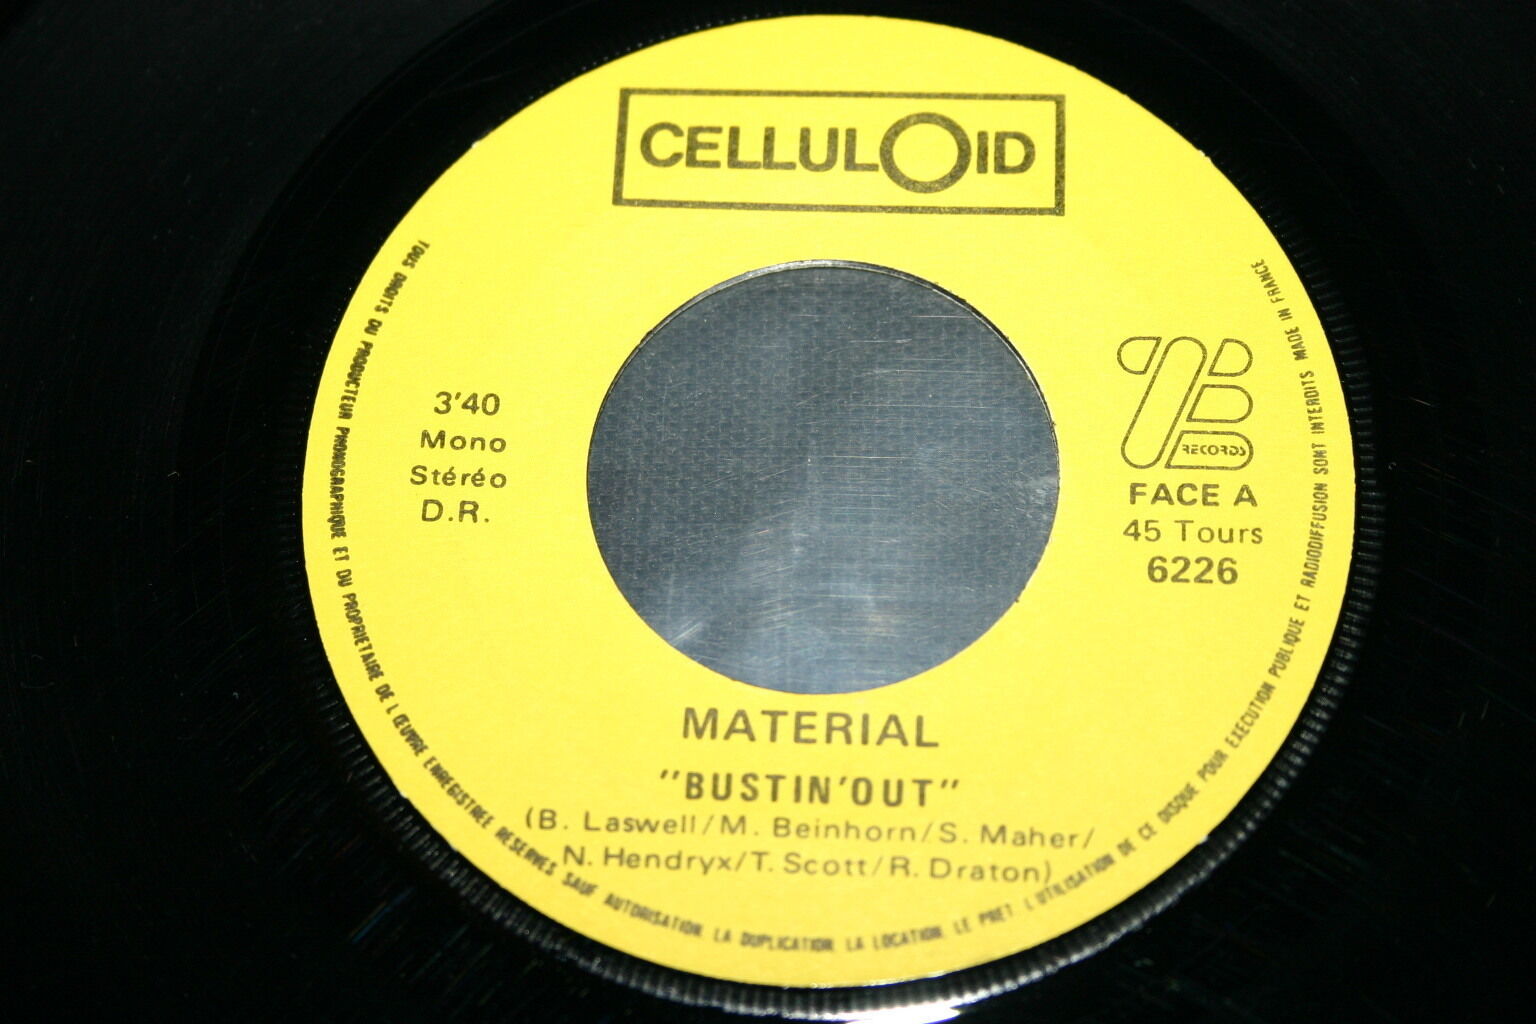 CELLULOID
3'40
Mono
Stéréo
D.R.
ZE
RECORDS
FACE A
45 Tours
6226
MATERIAL
"BUSTIN'OUT"
(B. Laswell/M. Beinhorn/S. Maher/
N. Hendryx/T. Scott/R. Draton)
TOUS DROITS DU PRODUCTEUR PHONOGRAPHIQUE ET DU PROPRIETAIRE DE L'ŒUVRE ENREGISTREE RESERVES SAUF AUTORISATION. LA DUPLICATION, LA LOCATION, LE PRET, L'UTILISATION DE CE DISQUE POUR EXECUTION PUBLIQUE ET RADIODIFFUSION SONT INTERDITS MADE IN FRANCE